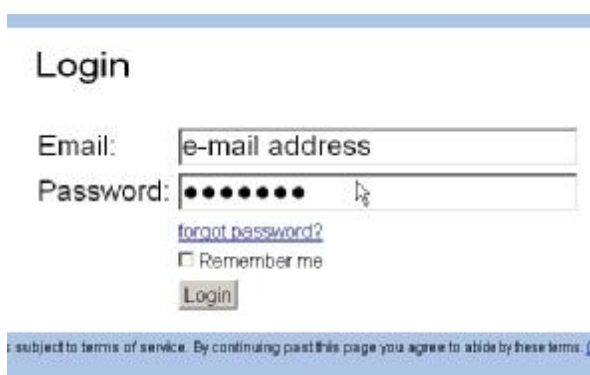 Login
Email: e-mail address
Password: ●●●●●●●
forgot password?
Remember me
Login
subject to terms of service. By continuing past this page you agree to abide by these terms.